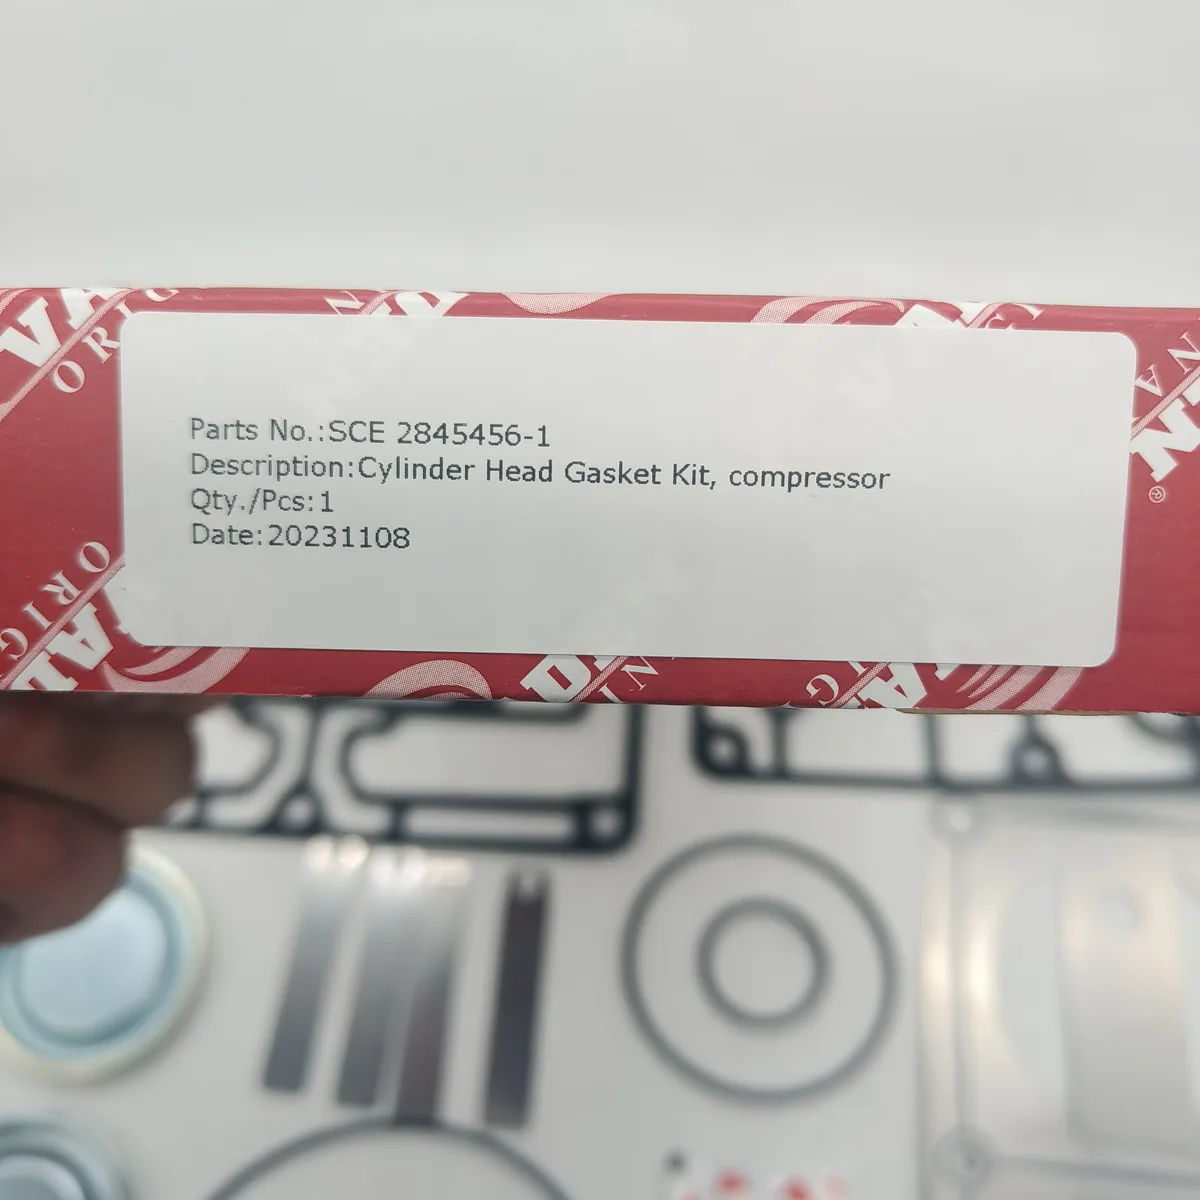 Parts No.:SCE 2845456-1
Description:Cylinder Head Gasket Kit, compressor
Qty./Pcs:1
Date:20231108